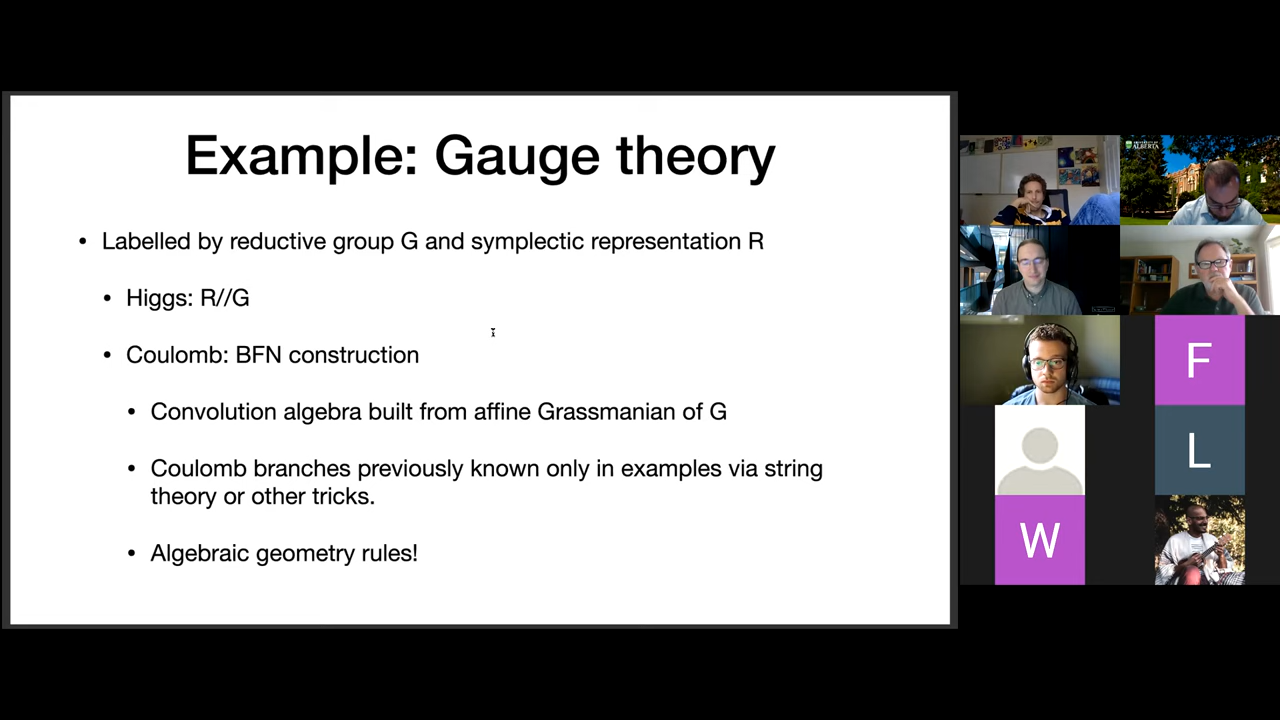 Example: Gauge theory
• Labelled by reductive group G and symplectic representation R
• Higgs: R//G
• Coulomb: BFN construction
• Convolution algebra built from affine Grassmanian of G
• Coulomb branches previously known only in examples via string
theory or other tricks.
• Algebraic geometry rules!
ALBERTA
F
L
W